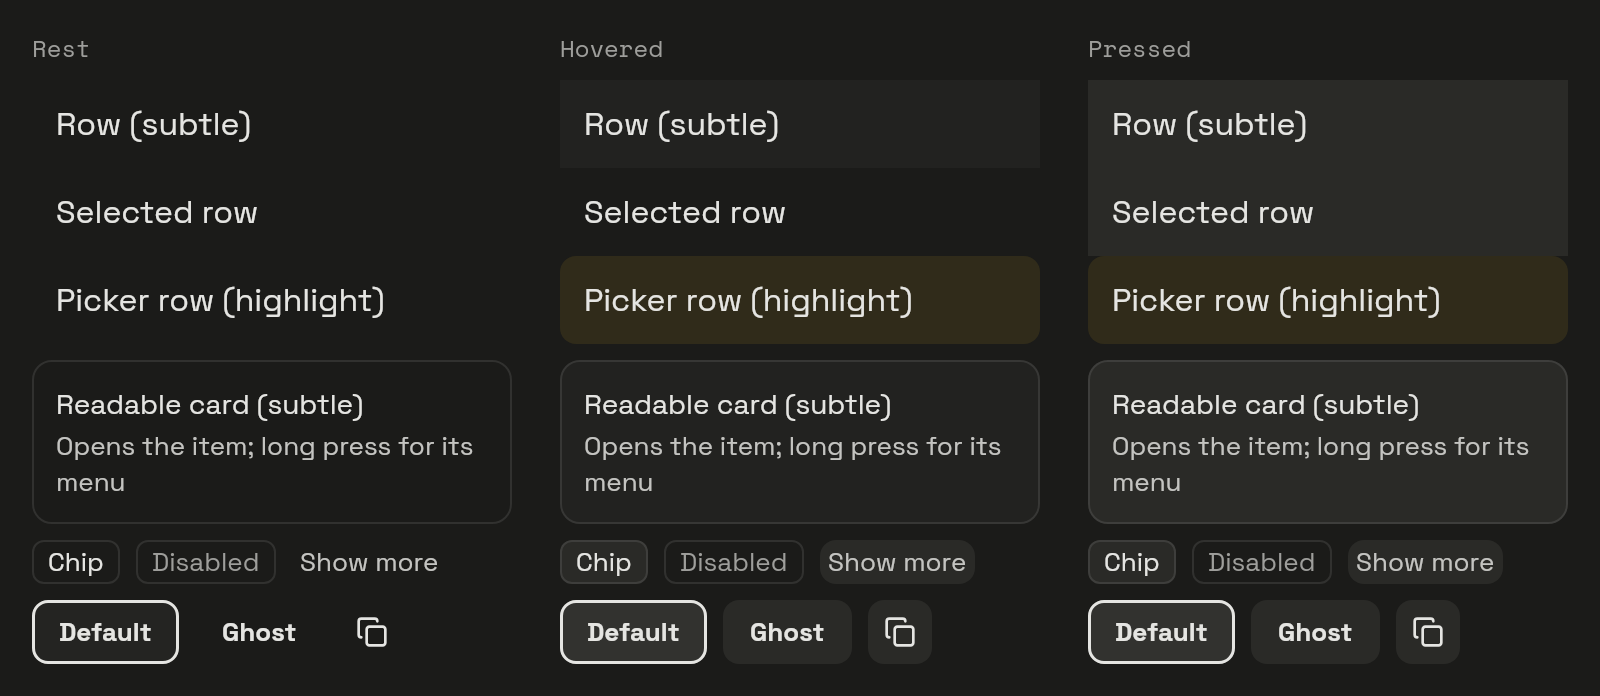 Rest
Row (subtle)
Selected row
Picker row (highlight)
Readable card (subtle)
Opens the item; long press for its
menu
Chip
Disabled
Show more
Default
Ghost
Hovered
Row (subtle)
Selected row
Picker row (highlight)
Readable card (subtle)
Opens the item; long press for its
menu
Chip
Disabled
Show more
Default
Ghost
Pressed
Row (subtle)
Selected row
Picker row (highlight)
Readable card (subtle)
Opens the item; long press for its
menu
Chip
Disabled
Show more
Default
Ghost